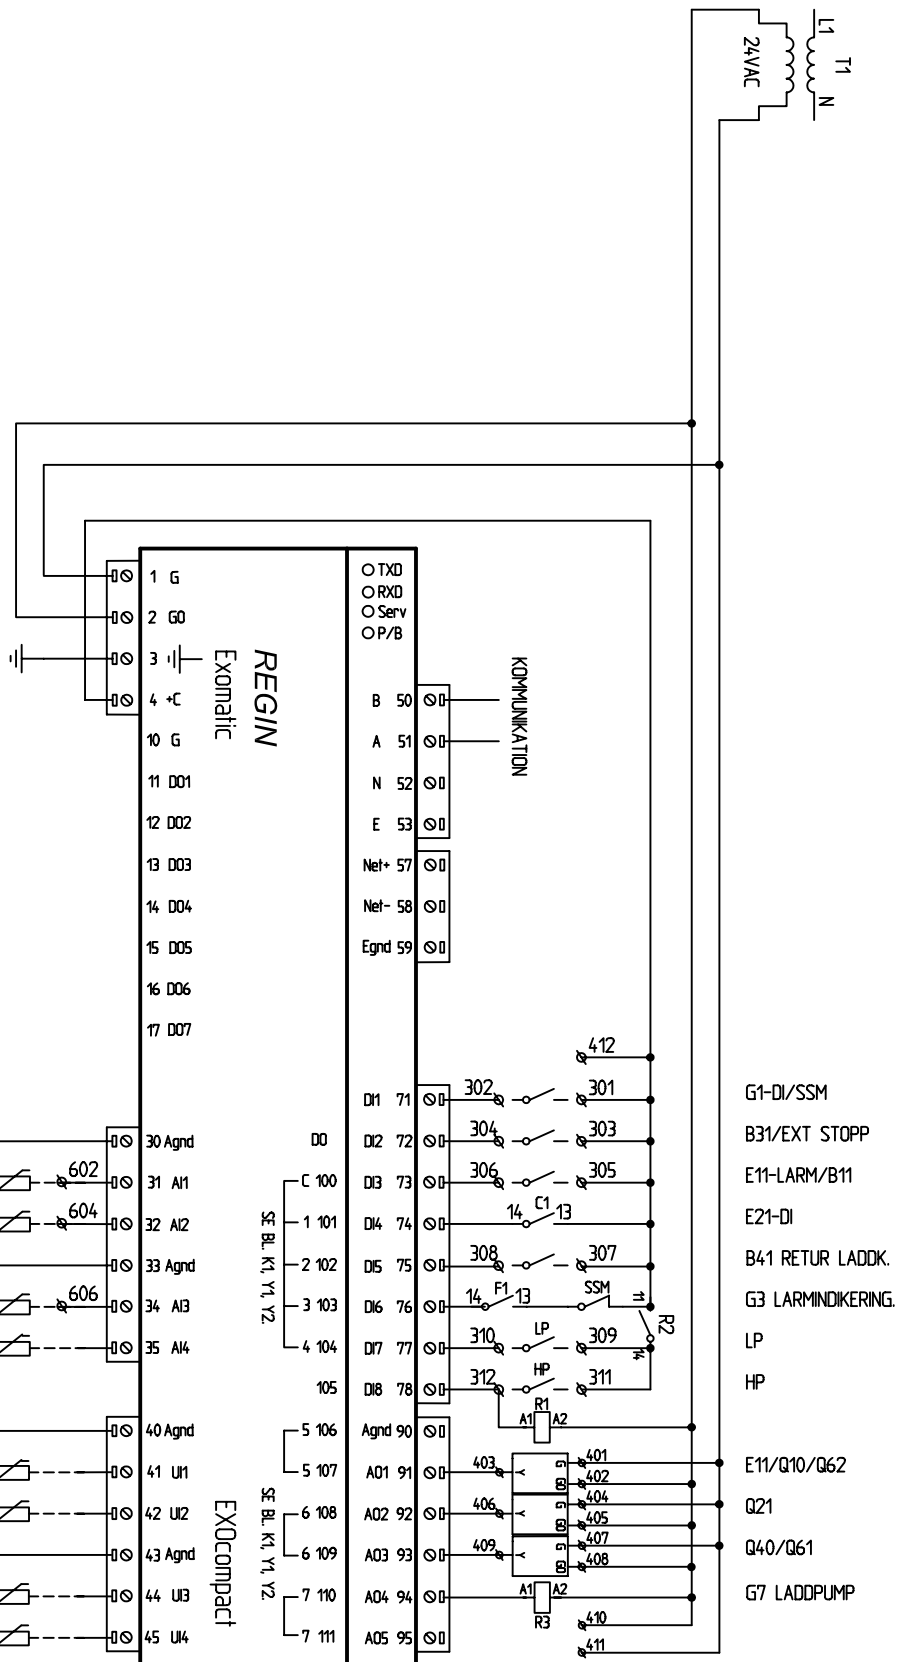 L1
T1
24VAC
N
TXD
RXD
Serv
P/B
1 G
2 G0
3
4 +C
10 G
11 DO1
12 DO2
13 DO3
14 DO4
15 DO5
16 DO6
17 DO7
REGIN
Exomatic
B 50
A 51
N 52
E 53
KOMMUNIKATION
Net+ 57
Net- 58
Egnd 59
412
DI1 71 302 301 G1-DI/SSM
30 Agnd DO DI2 72 304 303 B31/EXT STOPP
602 31 AI1 C 100 DI3 73 306 305 E11-LARM/B11
604 32 AI2 1 101 DI4 74 14 C1 13 E21-DI
33 Agnd 2 102 DI5 75 308 307 B41 RETUR LADDK.
606 34 AI3 3 103 DI6 76 14 F1 13 SSM 11 R2 G3 LARMINDIKERING.
35 AI4 4 104 DI7 77 310 LP 309 14 LP
105 DI8 78 312 HP 311 HP
SE BL. K1, Y1, Y2.
R1
A1 A2
40 Agnd 5 106 Agnd 90
41 UI1 5 107 AO1 91 403 Y G 401 G0 402 E11/Q10/Q62
42 UI2 6 108 AO2 92 406 Y G 404 G0 405 Q21
43 Agnd 6 109 AO3 93 409 Y G 407 G0 408 Q40/Q61
44 UI3 7 110 AO4 94 A1 A2 G7 LADDPUMP
R3
410
45 UI4 7 111 AO5 95 411
SE BL. K1, Y1, Y2.
EXOcompact